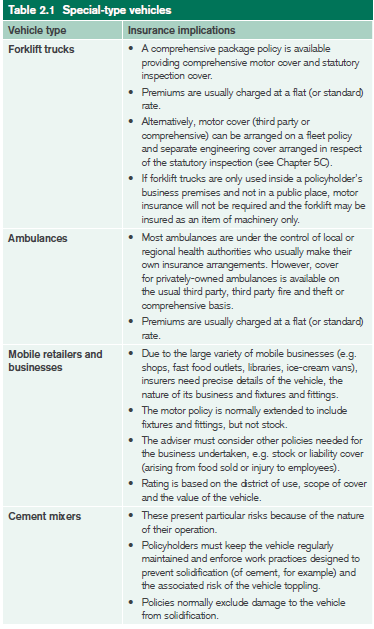 Table 2.1 Special-type vehicles
Vehicle type Insurance implications
Forklift trucks • A comprehensive package policy is available
providing comprehensive motor cover and statutory
inspection cover.
• Premiums are usually charged at a flat (or standard)
rate.
• Alternatively, motor cover (third party or
comprehensive) can be arranged on a fleet policy
and separate engineering cover arranged in respect
of the statutory inspection (see Chapter 5C).
• If forklift trucks are only used inside a policyholder's
business premises and not in a public place, motor
insurance will not be required and the forklift may be
insured as an item of machinery only.
Ambulances • Most ambulances are under the control of local or
regional health authorities who usually make their
own insurance arrangements. However, cover
for privately-owned ambulances is available on
the usual third party, third party fire and theft or
comprehensive basis.
• Premiums are usually charged at a flat (or standard)
rate.
Mobile retailers and • Due to the large variety of mobile businesses (e.g.
businesses shops, fast food outlets, libraries, ice-cream vans),
insurers need precise details of the vehicle, the
nature of its business and fixtures and fittings.
• The motor policy is normally extended to include
fixtures and fittings, but not stock.
• The adviser must consider other policies needed for
the business undertaken, e.g. stock or liability cover
(arising from food sold or injury to employees).
• Rating is based on the district of use, scope of cover
and the value of the vehicle.
Cement mixers • These present particular risks because of the nature
of their operation.
• Policyholders must keep the vehicle regularly
maintained and enforce work practices designed to
prevent solidification (of cement, for example) and
the associated risk of the vehicle toppling.
• Policies normally exclude damage to the vehicle
from solidification.